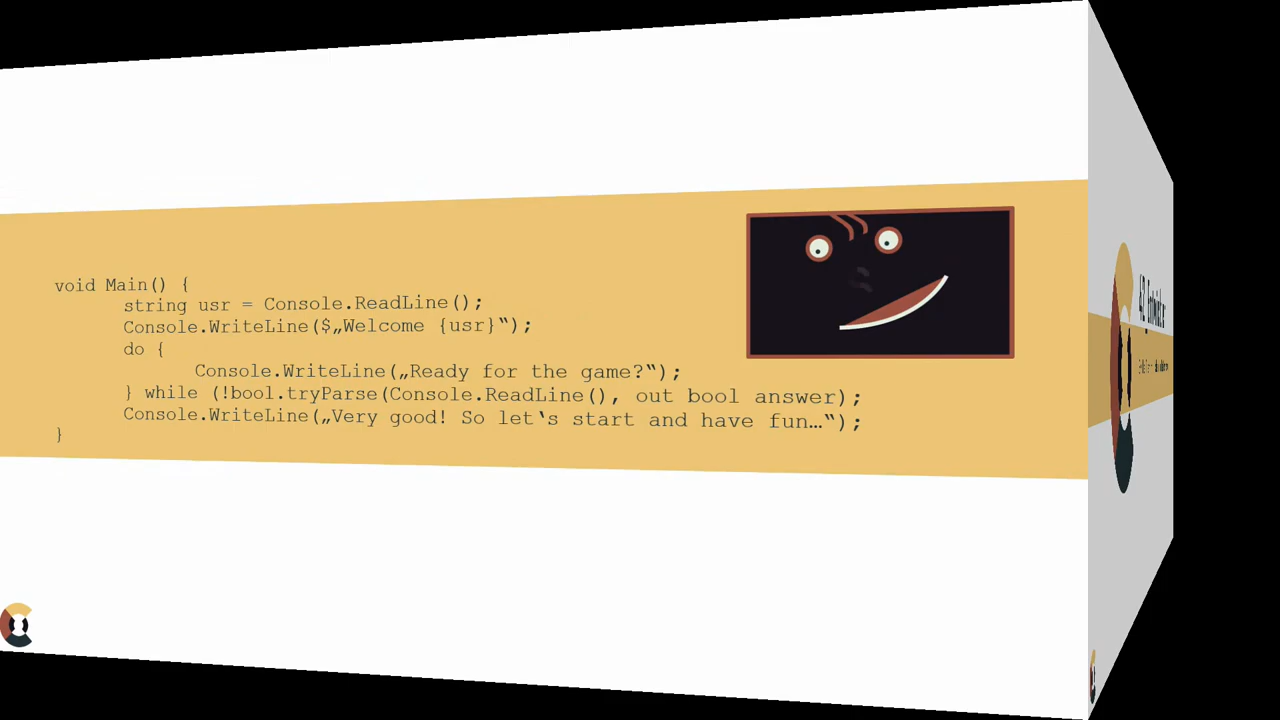 void Main() {
string usr = Console.ReadLine();
Console.WriteLine($„Welcome {usr}‟);
do {
Console.WriteLine(„Ready for the game?‟);
} while (!bool.tryParse(Console.ReadLine(), out bool answer);
Console.WriteLine(„Very good! So let‛s start and have fun…‟);
}